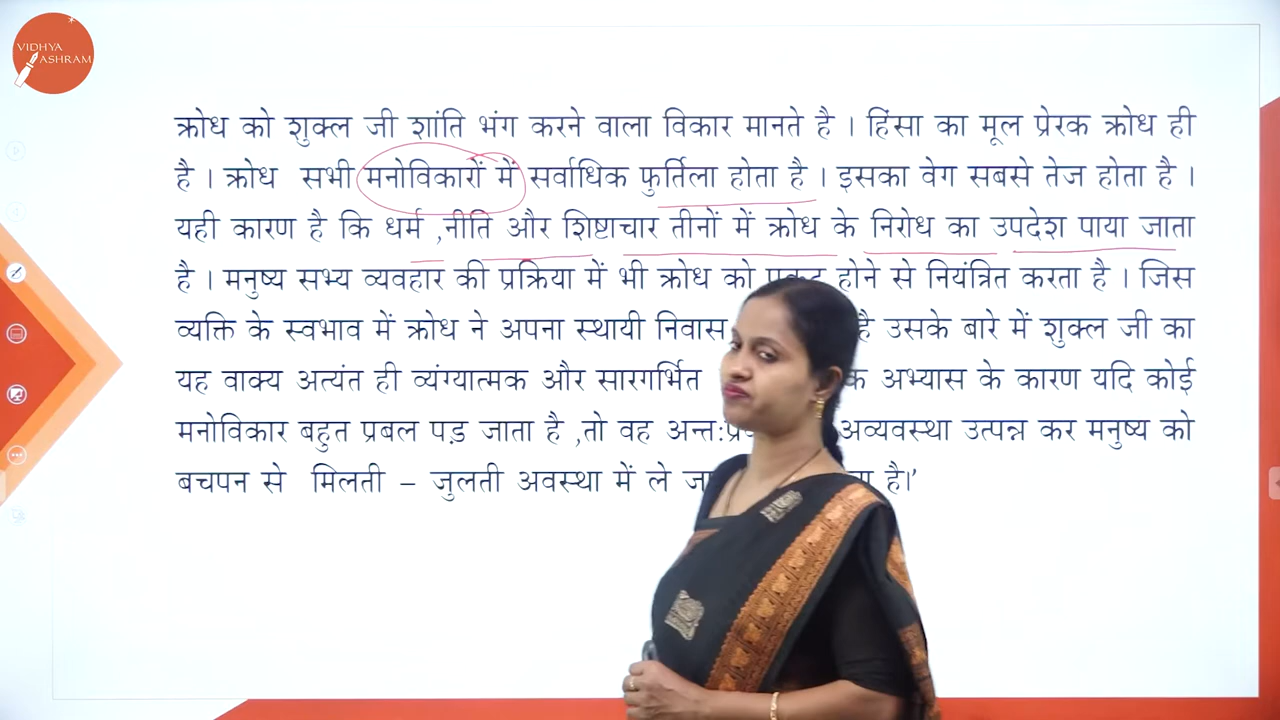 VIDHYA
ASHRAM
क्रोध को शुक्ल जी शांति भंग करने वाला विकार मानते है । हिंसा का मूल प्रेरक क्रोध ही
है । क्रोध सभी मनोविकारों में सर्वाधिक फुर्तिला होता है । इसका वेग सबसे तेज होता है ।
यही कारण है कि धर्म ,नीति और शिष्टाचार तीनों में क्रोध के निरोध का उपदेश पाया जाता
है । मनुष्य सभ्य व्यवहार की प्रक्रिया में भी क्रोध को होने से नियंत्रित करता है । जिस
व्यक्ति के स्वभाव में क्रोध ने अपना स्थायी निवास है उसके बारे में शुक्ल जी का
यह वाक्य अत्यंत ही व्यंग्यात्मक और सारगर्भित अभ्यास के कारण यदि कोई
मनोविकार बहुत प्रबल पड़ जाता है ,तो वह अव्यवस्था उत्पन्न कर मनुष्य को
बचपन से मिलती – जुलती अवस्था में ले है।’